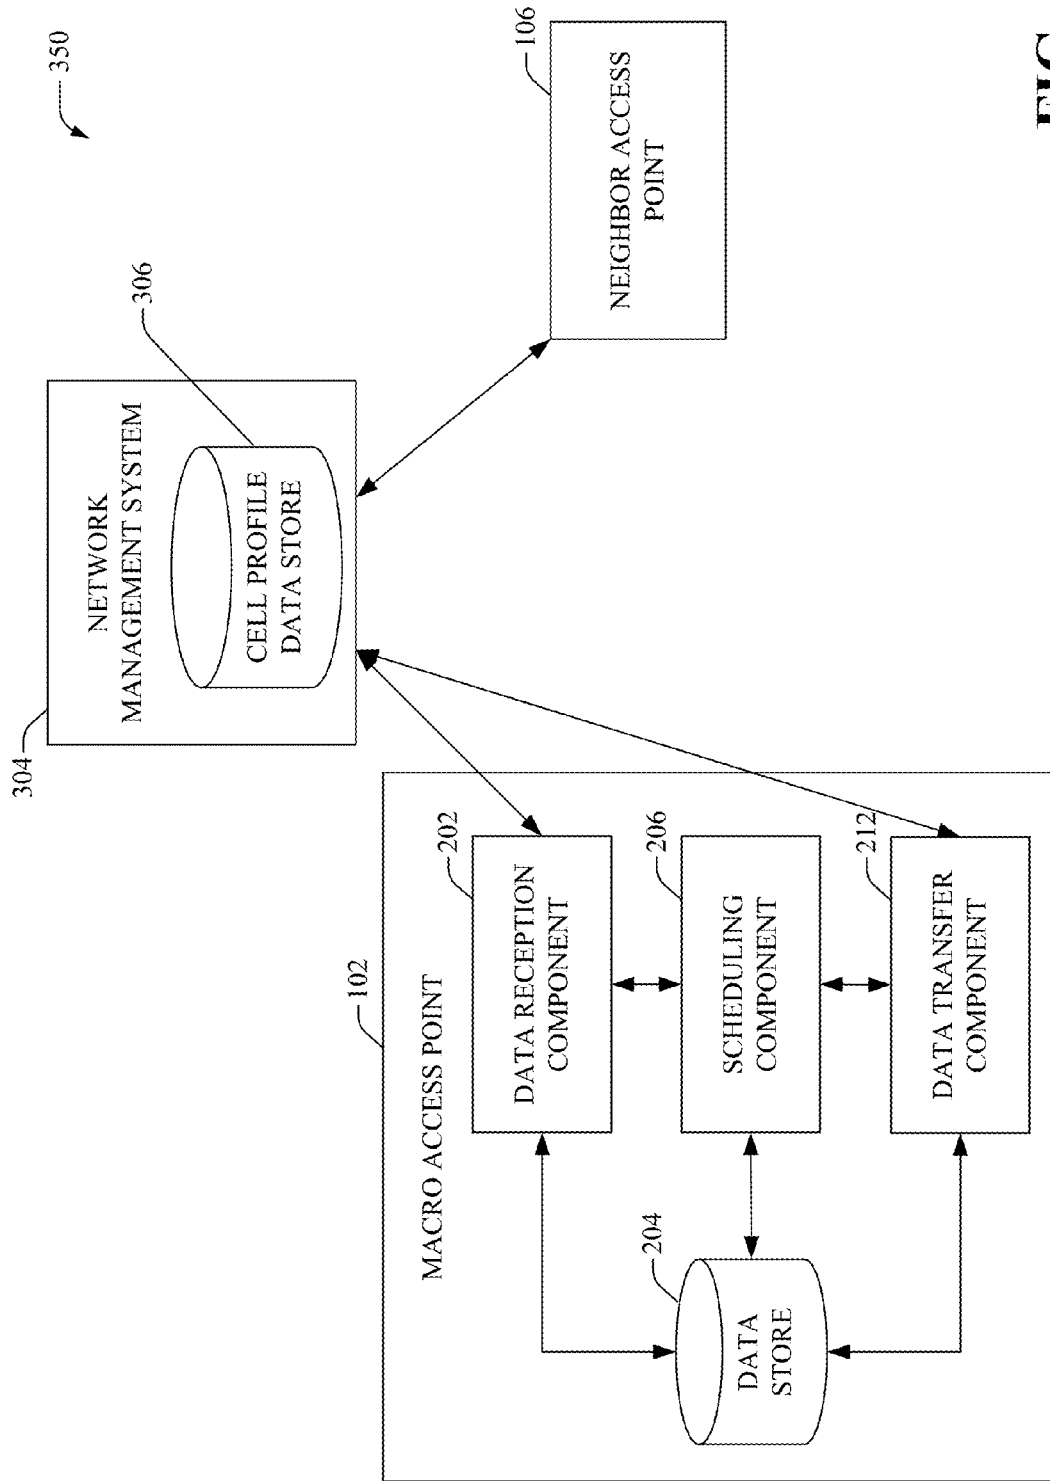 350
304
NETWORK
MANAGEMENT SYSTEM
306
CELL PROFILE
DATA STORE
106
NEIGHBOR ACCESS
POINT
102
MACRO ACCESS POINT
202
DATA RECEPTION
COMPONENT
204
DATA
STORE
206
SCHEDULING
COMPONENT
212
DATA TRANSFER
COMPONENT
FIG